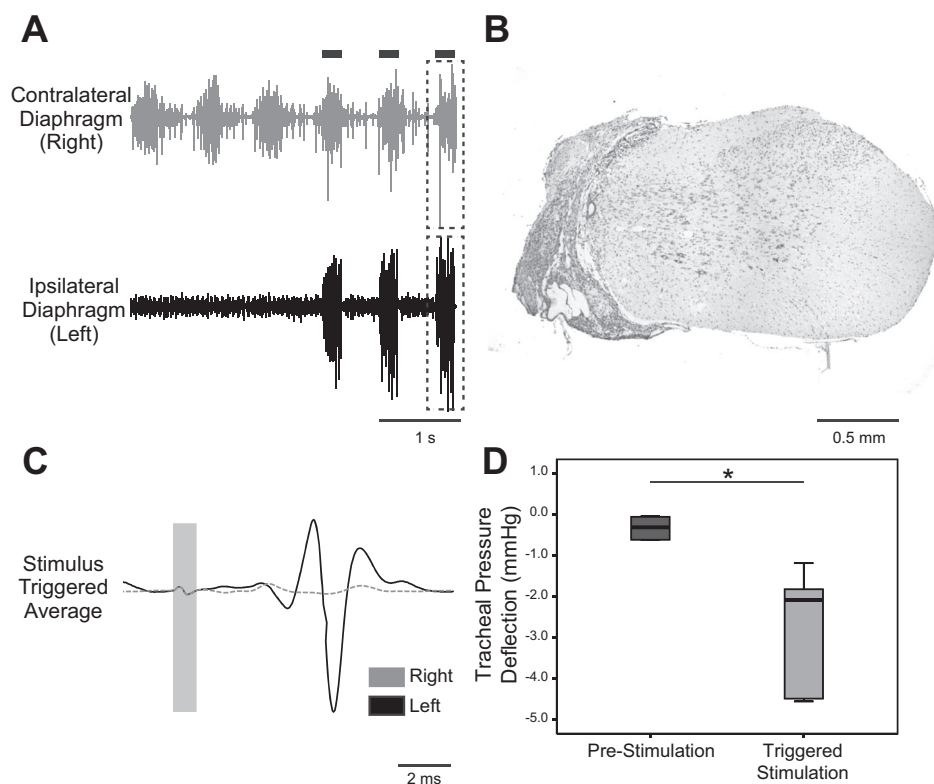 A
Contralateral
Diaphragm
(Right)
Ipsilateral
Diaphragm
(Left)
1 s
B
0.5 mm
C
Stimulus
Triggered
Average
Right
Left
2 ms
D
Tracheal Pressure
Deflection (mmHg)
1.0
0.0
-1.0
-2.0
-3.0
-4.0
-5.0
*
Pre-Stimulation
Triggered
Stimulation